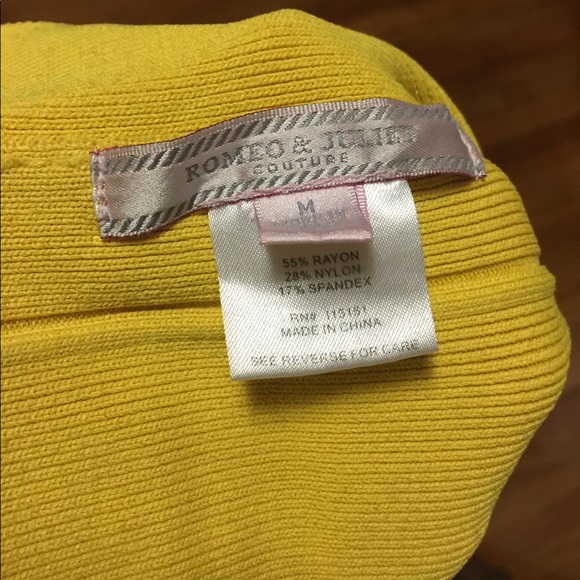 ROMEO & JULIET
COUTURE
M
55% RAYON
28% NYLON
17% SPANDEX
RN# 115151
MADE IN CHINA
SEE REVERSE FOR CARE